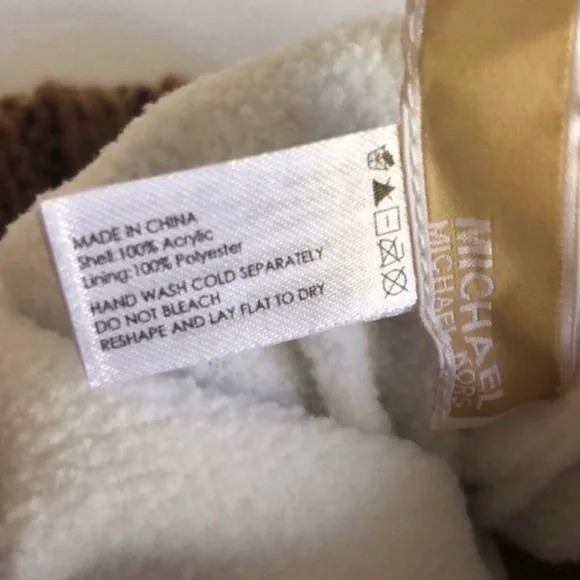 MADE IN CHINA
Shell:100% Acrylic
Lining:100% Polyester
HAND WASH COLD SEPARATELY
DO NOT BLEACH
RESHAPE AND LAY FLAT TO DRY
MICHAEL
MICHAEL KORS